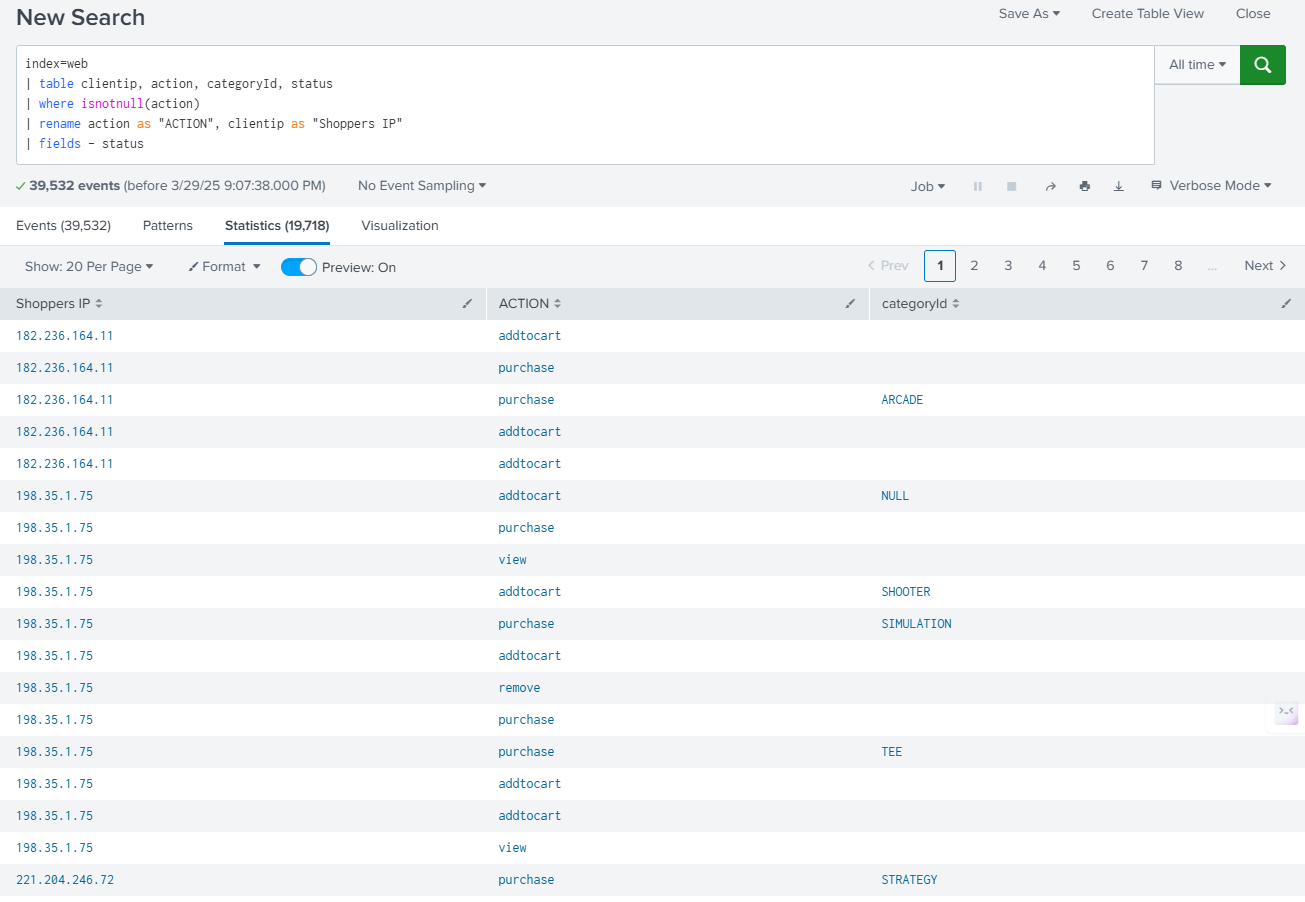 New Search
Save As Create Table View Close
index=web
| table clientip, action, categoryId, status
| where isnotnull(action)
| rename action as "ACTION", clientip as "Shoppers IP"
| fields - status
All time
39,532 events (before 3/29/25 9:07:38.000 PM) No Event Sampling Job Verbose Mode
Events (39,532) Patterns Statistics (19,718) Visualization
Show: 20 Per Page Format Preview: On Prev 1 2 3 4 5 6 7 8 ... Next
Shoppers IP ACTION categoryId
182.236.164.11 addtocart
182.236.164.11 purchase
182.236.164.11 purchase ARCADE
182.236.164.11 addtocart
182.236.164.11 addtocart
198.35.1.75 addtocart NULL
198.35.1.75 purchase
198.35.1.75 view
198.35.1.75 addtocart SHOOTER
198.35.1.75 purchase SIMULATION
198.35.1.75 addtocart
198.35.1.75 remove
198.35.1.75 purchase
198.35.1.75 purchase TEE
198.35.1.75 addtocart
198.35.1.75 addtocart
198.35.1.75 view
221.204.246.72 purchase STRATEGY